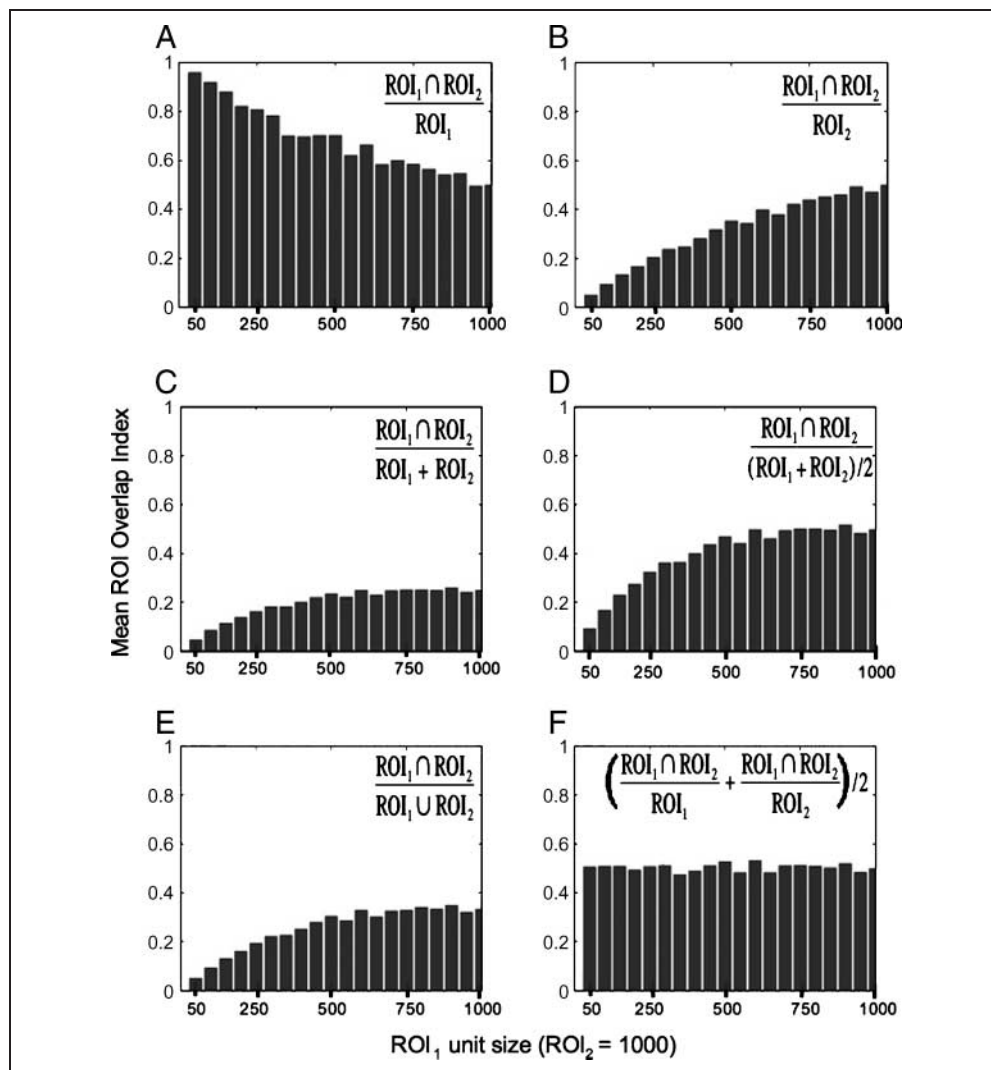 A
1
0.8
0.6
0.4
0.2
0
50 250 500 750 1000
ROI₁ ∩ ROI₂
ROI₁
B
1
0.8
0.6
0.4
0.2
0
50 250 500 750 1000
ROI₁ ∩ ROI₂
ROI₂
Mean ROI Overlap Index
C
1
0.8
0.6
0.4
0.2
0
50 250 500 750 1000
ROI₁ ∩ ROI₂
ROI₁ + ROI₂
D
1
0.8
0.6
0.4
0.2
0
50 250 500 750 1000
ROI₁ ∩ ROI₂
(ROI₁ + ROI₂)/2
E
1
0.8
0.6
0.4
0.2
0
50 250 500 750 1000
ROI₁ ∩ ROI₂
ROI₁ ∪ ROI₂
F
1
0.8
0.6
0.4
0.2
0
50 250 500 750 1000
(ROI₁ ∩ ROI₂ + ROI₁ ∩ ROI₂)/2
ROI₁ ROI₂
ROI₁ unit size (ROI₂ = 1000)